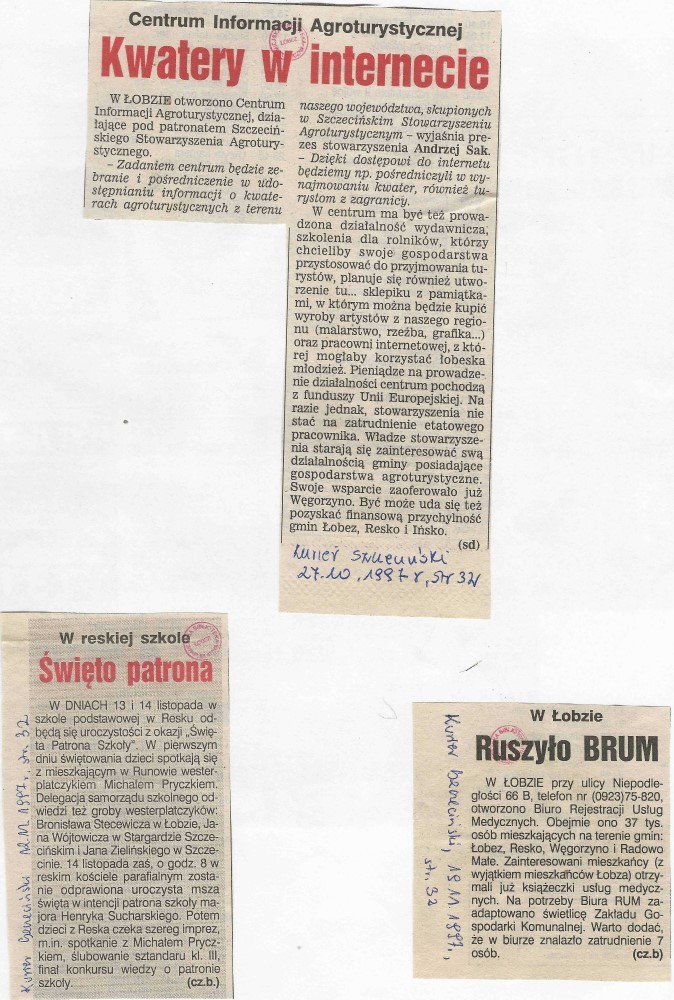 Centrum Informacji Agroturystycznej
Kwatery w internecie
W ŁOBZIE otworzono Centrum
Informacji Agroturystycznej, dzia-
łające pod patronatem Szczeciń-
skiego Stowarzyszenia Agrotury-
stycznego.
– Zadaniem centrum będzie ze-
branie i pośredniczenie w udo-
stępnianiu informacji o kwate-
rach agroturystycznych z terenu
naszego województwa, skupionych
w Szczecińskim Stowarzyszeniu
Agroturystycznym – wyjaśnia pre-
zes stowarzyszenia Andrzej Sak.
– Dzięki dostępowi do internetu
będziemy np. pośredniczyli w wy-
najmowaniu kwater, również tu-
rystom z zagranicy.
W centrum ma być też prowa-
dzona działalność wydawnicza,
szkolenia dla rolników, którzy
chcieliby swoje gospodarstwa
przystosować do przyjmowania tu-
rystów, planuje się również utwo-
rzenie tu... sklepiku z pamiątka-
mi, w którym można będzie kupić
wyroby artystów z naszego regio-
nu (malarstwo, rzeźba, grafika...)
oraz pracowni internetowej, z któ-
rej mogłaby korzystać łobeska
młodzież. Pieniądze na prowadze-
nie działalności centrum pochodzą
z funduszy Unii Europejskiej. Na
razie jednak, stowarzyszenia nie
stać na zatrudnienie etatowego
pracownika. Władze stowarzysze-
nia starają się zainteresować swą
działalnością gminy posiadające
gospodarstwa agroturystyczne.
Swoje wsparcie zaoferowało już
Węgorzyno. Być może uda się też
pozyskać finansową przychylność
gmin Łobez, Resko i Ińsko.
(sd)
Kurier Szczeciński
27.10.1997 r, str 32
W reskiej szkole
Święto patrona
W DNIACH 13 i 14 listopada w
szkole podstawowej w Resku od-
będą się uroczystości z okazji „Świę-
ta Patrona Szkoły". W pierwszym
dniu świętowania dzieci spotkają się
z mieszkającym w Runowie wester-
platczykiem Michałem Pryczkiem.
Delegacja samorządu szkolnego od-
wiedzi też groby westerplatczyków:
Bronisława Stecewicza w Łobzie, Ja-
na Wójtowicza w Stargardzie Szcze-
cińskim i Jana Zielińskiego w Szcze-
cinie. 14 listopada zaś, o godz. 8 w
reskim kościele parafialnym zosta-
nie odprawiona uroczysta msza
święta w intencji patrona szkoły ma-
jora Henryka Sucharskiego. Potem
dzieci z Reska czeka szereg imprez,
m.in. spotkanie z Michałem Prycz-
kiem, ślubowanie sztandaru kl. III,
finał konkursu wiedzy o patronie
szkoły. (cz.b.)
Kurier Szczeciński 12.11.1997, str. 32
W Łobzie
Ruszyło BRUM
W ŁOBZIE przy ulicy Niepodle-
głości 66 B, telefon nr (0923)75-820,
otworzono Biuro Rejestracji Usług
Medycznych. Obejmie ono 37 tys.
osób mieszkających na terenie gmin:
Łobez, Resko, Węgorzyno i Radowo
Małe. Zainteresowani mieszkańcy (z
wyjątkiem mieszkańców Łobza) otrzy-
mali już książeczki usług medycz-
nych. Na potrzeby Biura RUM za-
adaptowano świetlicę Zakładu Go-
spodarki Komunalnej. Warto dodać,
że w biurze znalazło zatrudnienie 7
osób. (cz.b)
Kurier Szczeciński, 19.11.1997,
str. 32